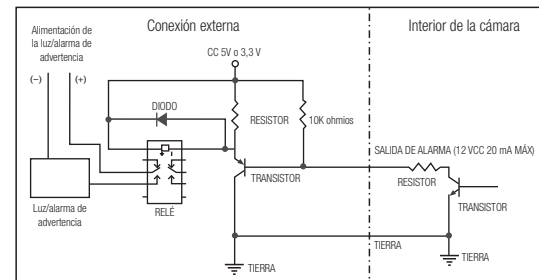 Conexión externa
Interior de la cámara
Alimentación de
la luz/alarma de
advertencia
(−)
(+)
CC 5V o 3,3 V
DIODO
RESISTOR
10K ohmios
SALIDA DE ALARMA (12 VCC 20 mA MÁX)
RESISTOR
TRANSISTOR
TRANSISTOR
RELÉ
Luz/alarma de
advertencia
TIERRA
TIERRA
TIERRA